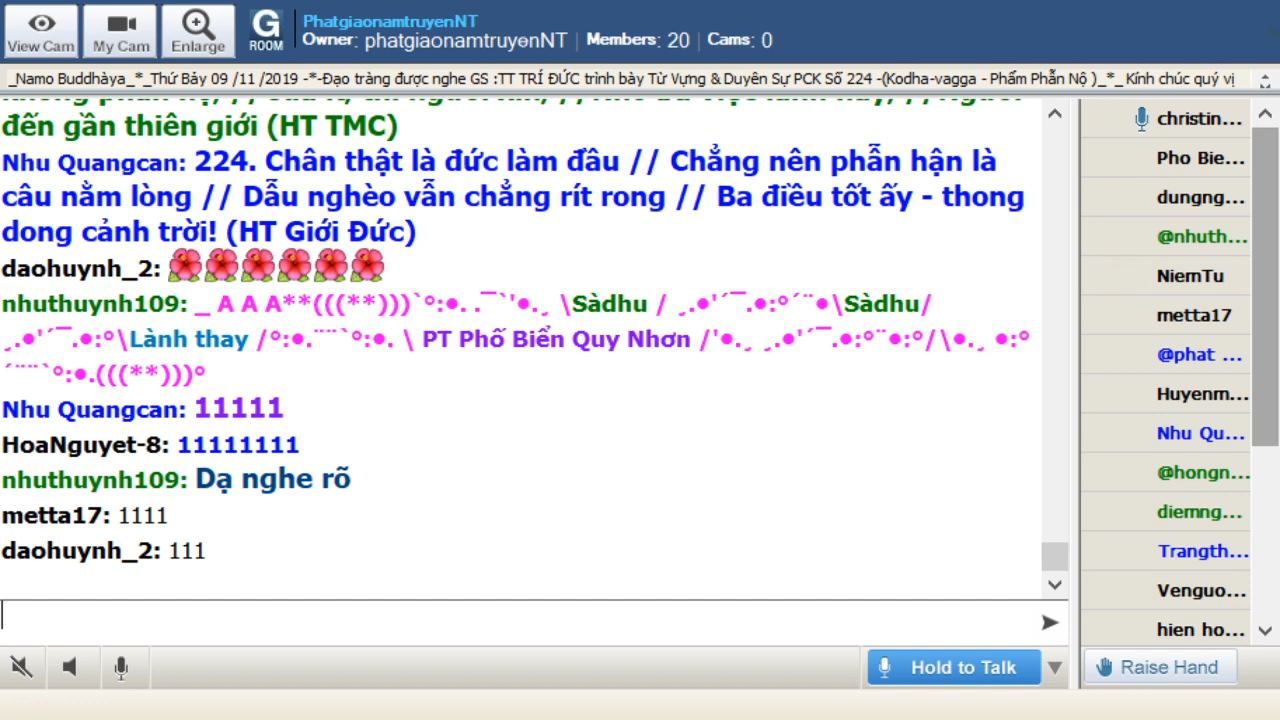 View Cam
My Cam
Enlarge
G ROOM
PhatgiaonamtruyenNT
Owner: phatgiaonamtruyenNT | Members: 20 | Cams: 0
_Namo Buddhàya_*_Thứ Bảy 09 /11 /2019 -*-Đạo tràng được nghe GS :TT TRÍ ĐỨC trình bày Từ Vựng & Duyên Sự PCK Số 224 -(Kodha-vagga - Phẩm Phẫn Nộ )_*_ Kính chúc quý vị
đến gần thiên giới (HT TMC)
Nhu Quangcan: 224. Chân thật là đức làm đầu // Chẳng nên phẫn hận là
câu nằm lòng // Dẫu nghèo vẫn chẳng rít rong // Ba điều tốt ấy - thong
dong cảnh trời! (HT Giới Đức)
daohuynh_2:
nhuthuynh109: _ A A A**(((**)))`°:•. .¯`'•.¸ \Sàdhu / ¸.•'´¯.•:°´¨•\Sàdhu/
¸.•'´¯.•:°\Lành thay /°:•.¨¨`°:•. \ PT Phố Biển Quy Nhơn /'•.¸ ¸.•'´¯.•:°¨•:°/\•.¸ •:°
´¨¨`°:•.(((**)))°
Nhu Quangcan: 11111
HoaNguyet-8: 11111111
nhuthuynh109: Dạ nghe rõ
metta17: 1111
daohuynh_2: 111
Hold to Talk
christin...
Pho Bie...
dungng...
@nhuth...
NiemTu
metta17
@phat ...
Huyenm...
Nhu Qu...
@hongn...
diemng...
Trangth...
Venguo...
hien ho...
Raise Hand